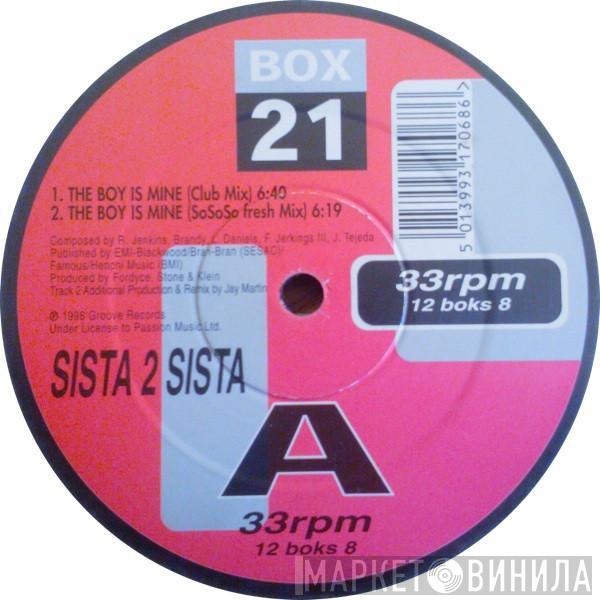 BOX
21
1. THE BOY IS MINE (Club Mix) 6:40
2. THE BOY IS MINE (SoSoSo fresh Mix) 6:19
Composed by R. Jenkins, Brandy, L. Daniels, F. Jerkings III, J. Tejeda
Published by EMI-Blackwood/Bran-Bran (SESAC)/
Famous/Henchi Music (BMI)
Produced by Fordyce, Stone & Klein
Track 2 Additional Production & Remix by Jay Martin
℗ 1998 Groove Records
Under License to Passion Music Ltd.
SISTA 2 SISTA
5 013993 170686
33rpm
12 boks 8
A
33rpm
12 boks 8
МАРКЕТ ВИНИЛА